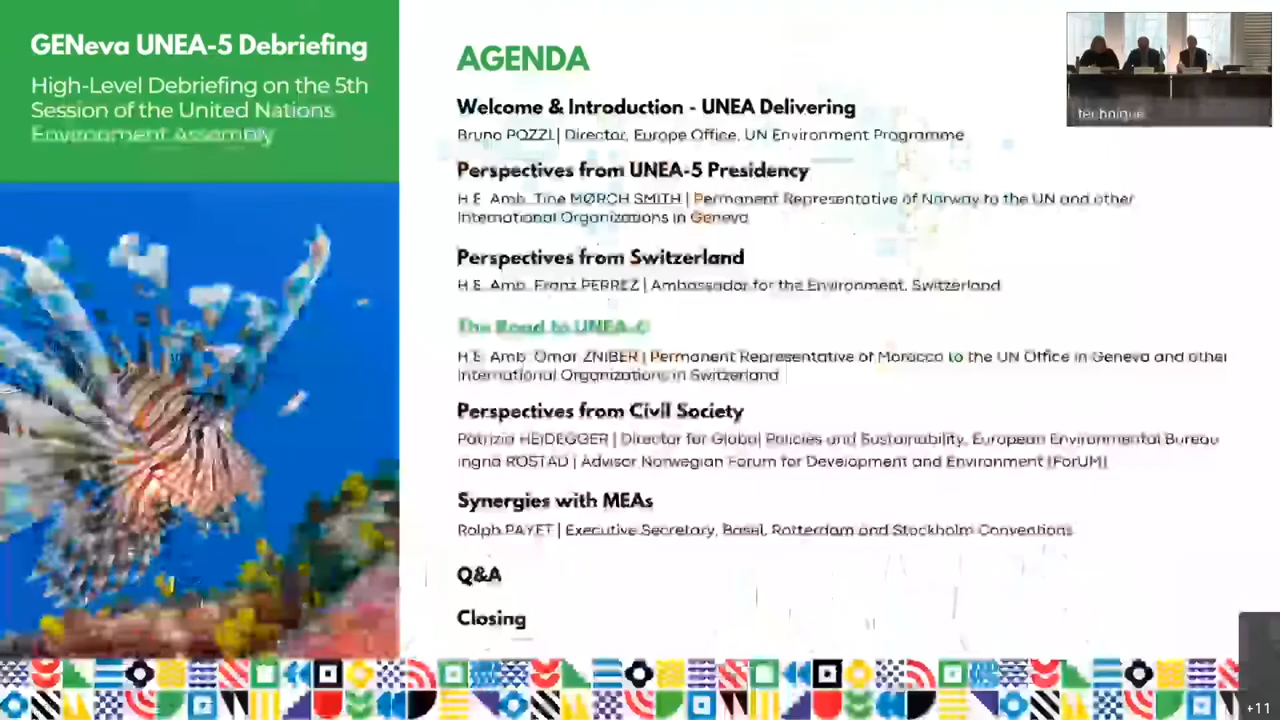 GENeva UNEA-5 Debriefing
High-Level Debriefing on the 5th
Session of the United Nations
Environment Assembly
AGENDA
Welcome & Introduction - UNEA Delivering
Bruno POZZI | Director, Europe Office, UN Environment Programme
Perspectives from UNEA-5 Presidency
H.E. Amb. Tine MØRCH SMITH | Permanent Representative of Norway to the UN and other
International Organizations in Geneva
Perspectives from Switzerland
H.E. Amb. Franz PERREZ | Ambassador for the Environment, Switzerland
The Road to UNEA-6
H.E. Amb. Omar ZNIBER | Permanent Representative of Morocco to the UN Office in Geneva and other
International Organizations in Switzerland
Perspectives from Civil Society
Patrizia HEIDEGGER | Director for Global Policies and Sustainability, European Environmental Bureau
ROSTAD | Advisor Norwegian Forum for Development and Environment (ForUM)
Synergies with MEAs
Rolph PAYET | Executive Secretary, Basel, Rotterdam and Stockholm Conventions
Q&A
Closing
technique
+11